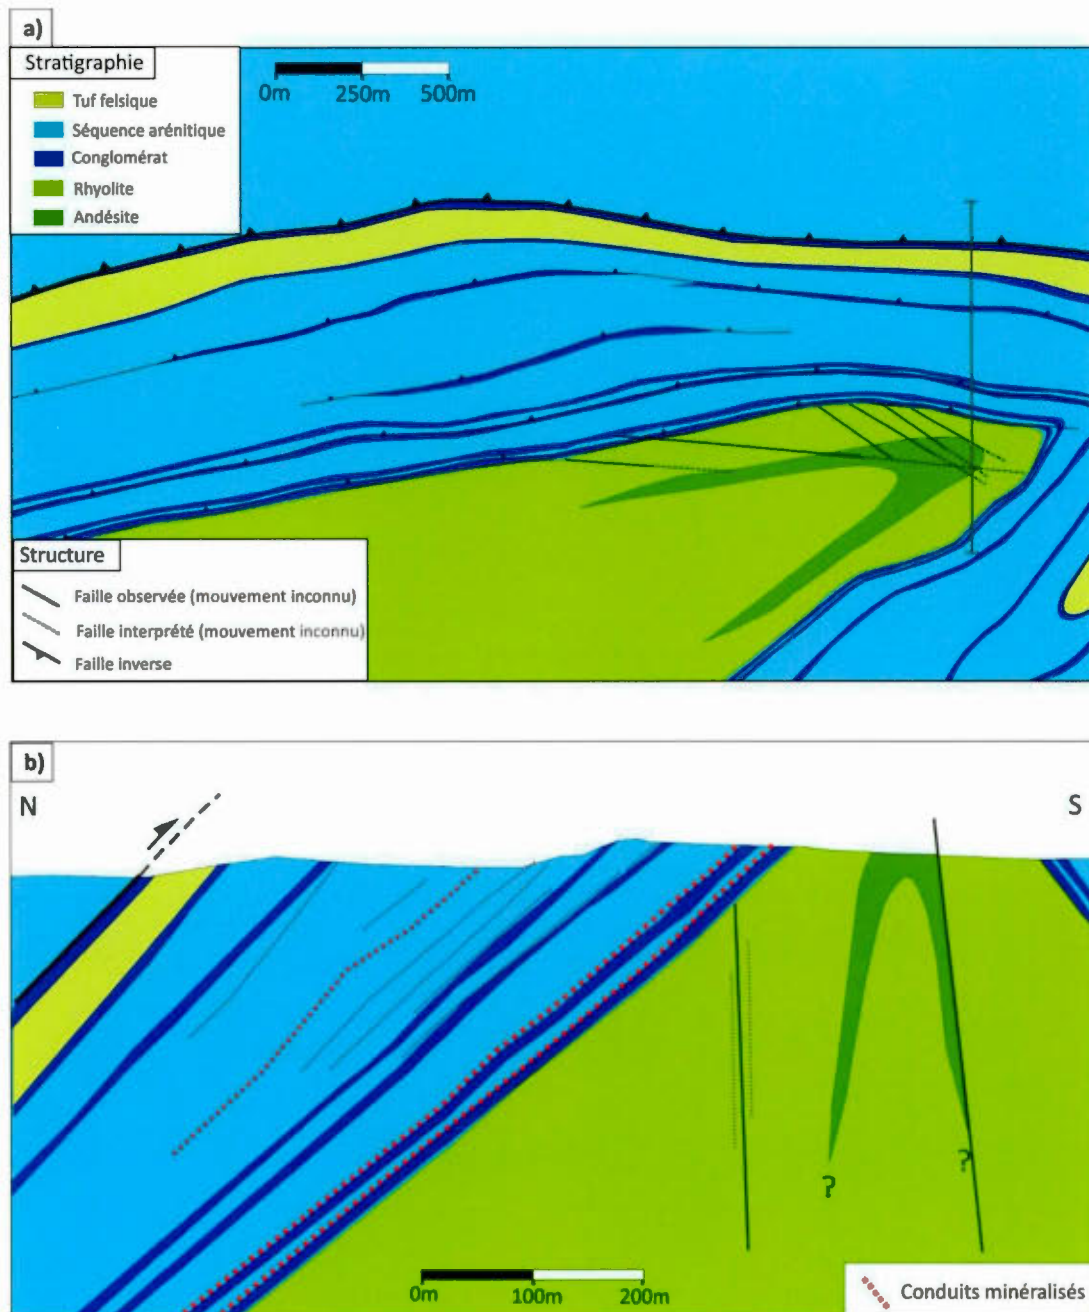 a)
Stratigraphie
Tuf felsique
Séquence arénitique
Conglomérat
Rhyolite
Andésite
0m 250m 500m
Structure
Faille observée (mouvement inconnu)
Faille interprété (mouvement inconnu)
Faille inverse
b)
N
S
?
?
0m 100m 200m
Conduits minéralisés